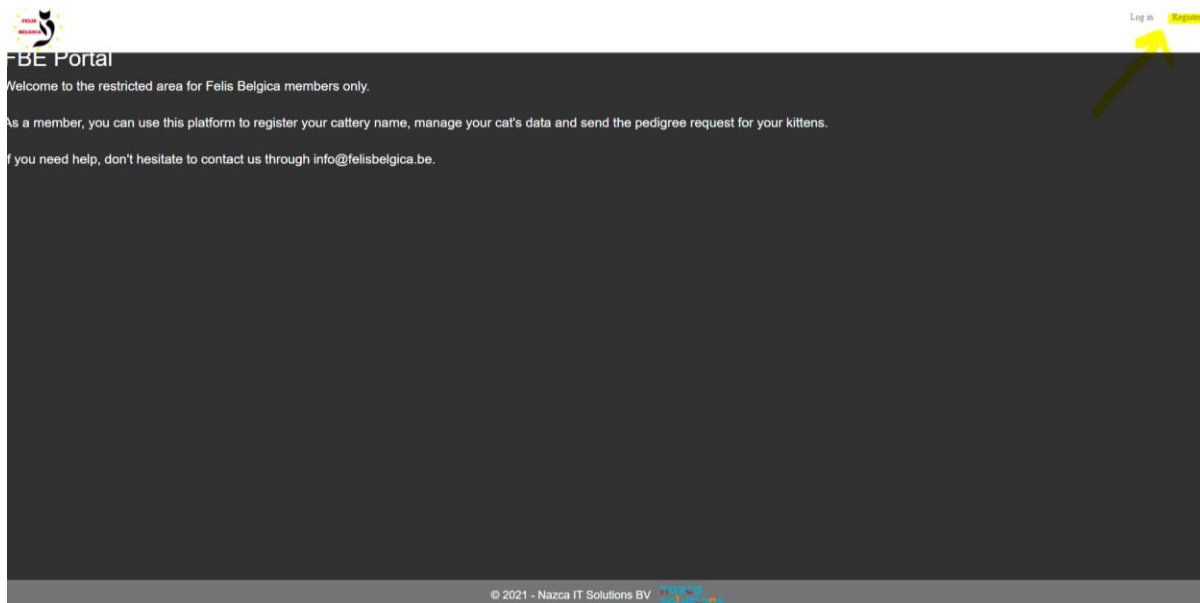 FELIS
BELGICA
Log in
Register
FBE Portal
Welcome to the restricted area for Felis Belgica members only.
As a member, you can use this platform to register your cattery name, manage your cat's data and send the pedigree request for your kittens.
If you need help, don't hesitate to contact us through info@felisbelgica.be.
© 2021 - Nazca IT Solutions BV